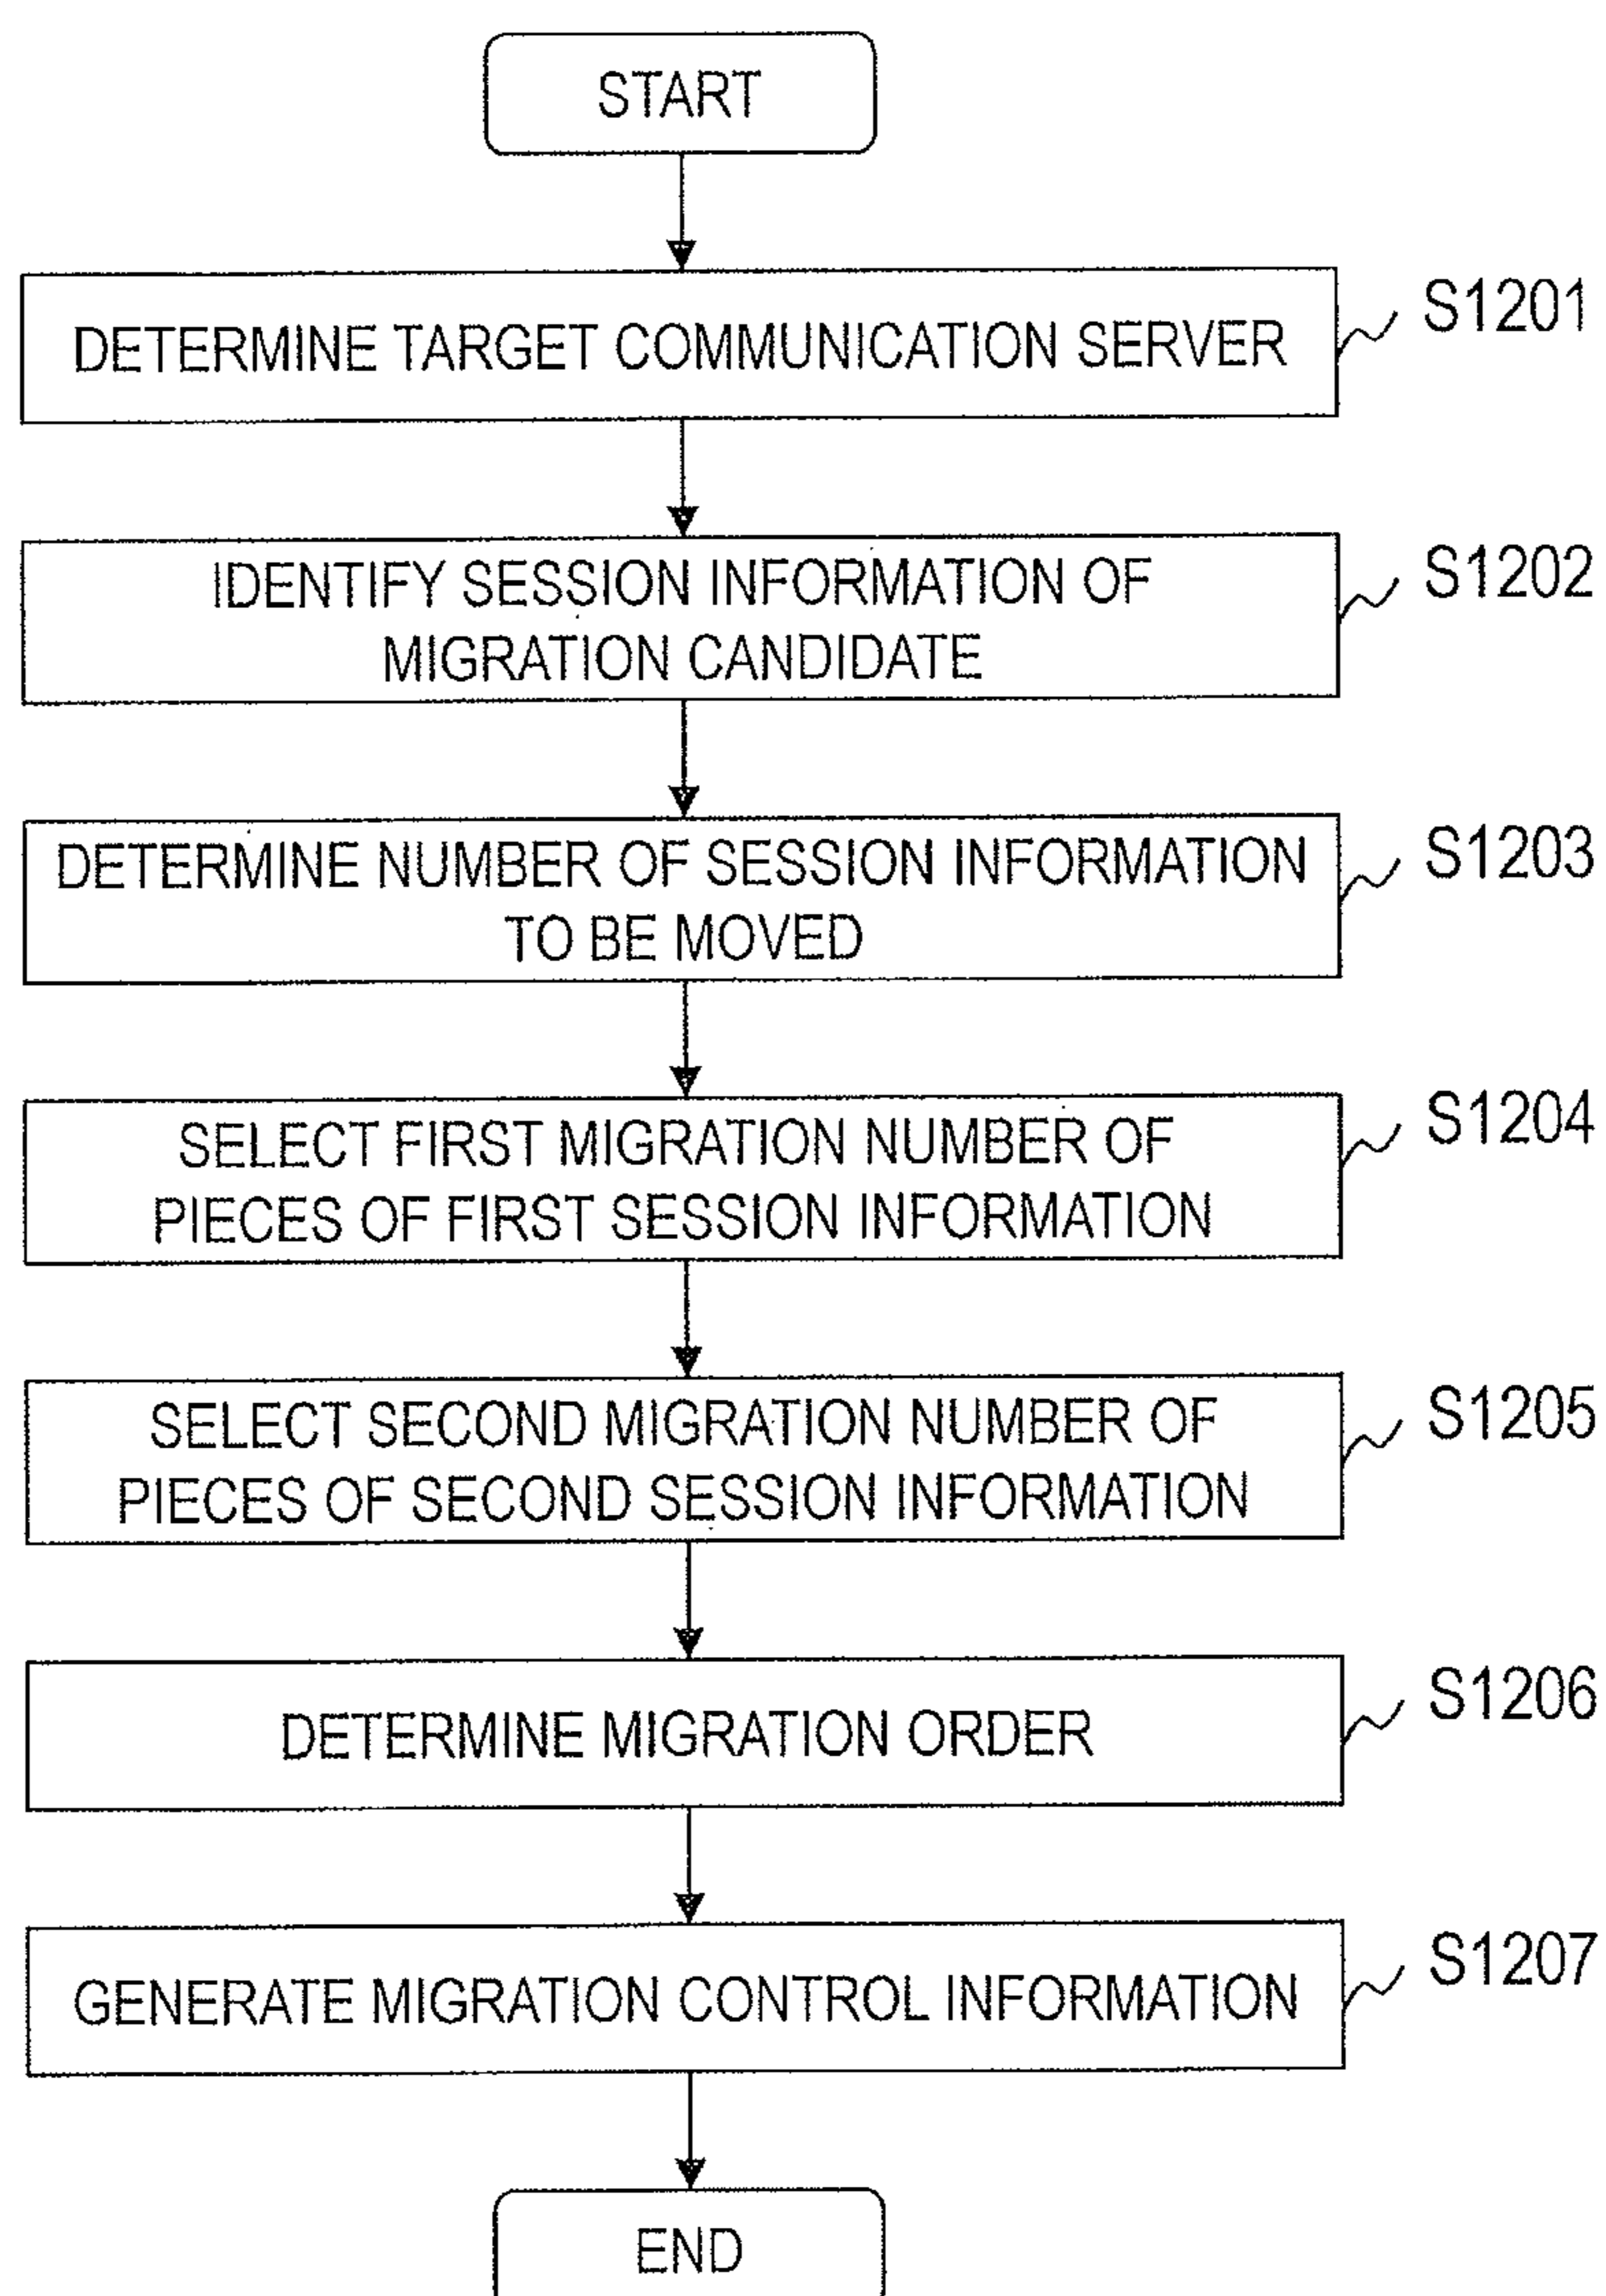 START
DETERMINE TARGET COMMUNICATION SERVER
S1201
IDENTIFY SESSION INFORMATION OF
MIGRATION CANDIDATE
S1202
DETERMINE NUMBER OF SESSION INFORMATION
TO BE MOVED
S1203
SELECT FIRST MIGRATION NUMBER OF
PIECES OF FIRST SESSION INFORMATION
S1204
SELECT SECOND MIGRATION NUMBER OF
PIECES OF SECOND SESSION INFORMATION
S1205
DETERMINE MIGRATION ORDER
S1206
GENERATE MIGRATION CONTROL INFORMATION
S1207
END